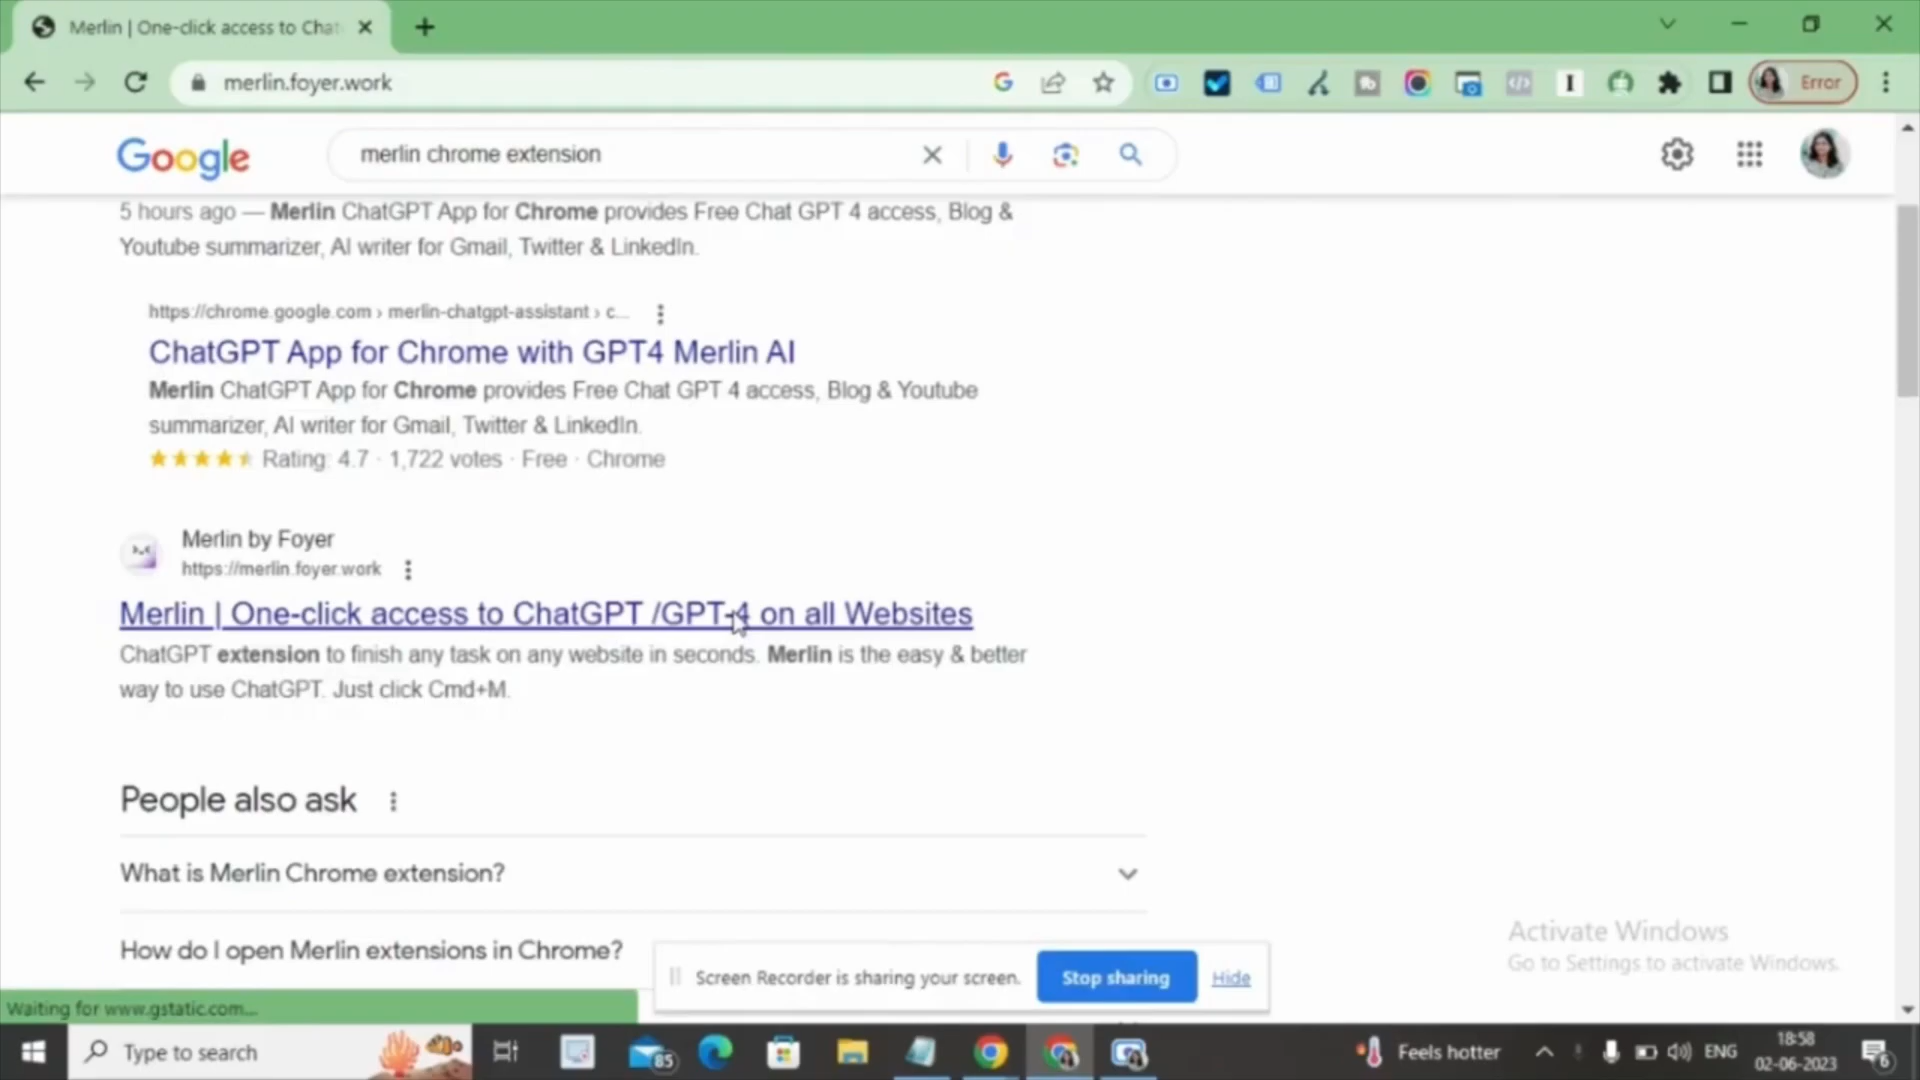 Merlin | One-click access to Chat
merlin.foyer.work
Error
Google
merlin chrome extension
5 hours ago — Merlin ChatGPT App for Chrome provides Free Chat GPT 4 access, Blog &
Youtube summarizer, AI writer for Gmail, Twitter & LinkedIn.
https://chrome.google.com › merlin-chatgpt-assistant › c...
ChatGPT App for Chrome with GPT4 Merlin AI
Merlin ChatGPT App for Chrome provides Free Chat GPT 4 access, Blog & Youtube
summarizer, AI writer for Gmail, Twitter & LinkedIn.
Rating: 4.7 · 1,722 votes · Free · Chrome
Merlin by Foyer
https://merlin.foyer.work
Merlin | One-click access to ChatGPT /GPT-4 on all Websites
ChatGPT extension to finish any task on any website in seconds. Merlin is the easy & better
way to use ChatGPT. Just click Cmd+M.
People also ask
What is Merlin Chrome extension?
How do I open Merlin extensions in Chrome?
Activate Windows
Go to Settings to activate Windows.
Screen Recorder is sharing your screen.
Stop sharing
Hide
Waiting for www.gstatic.com...
Type to search
85
Feels hotter
ENG
18:58
02-06-2023
6